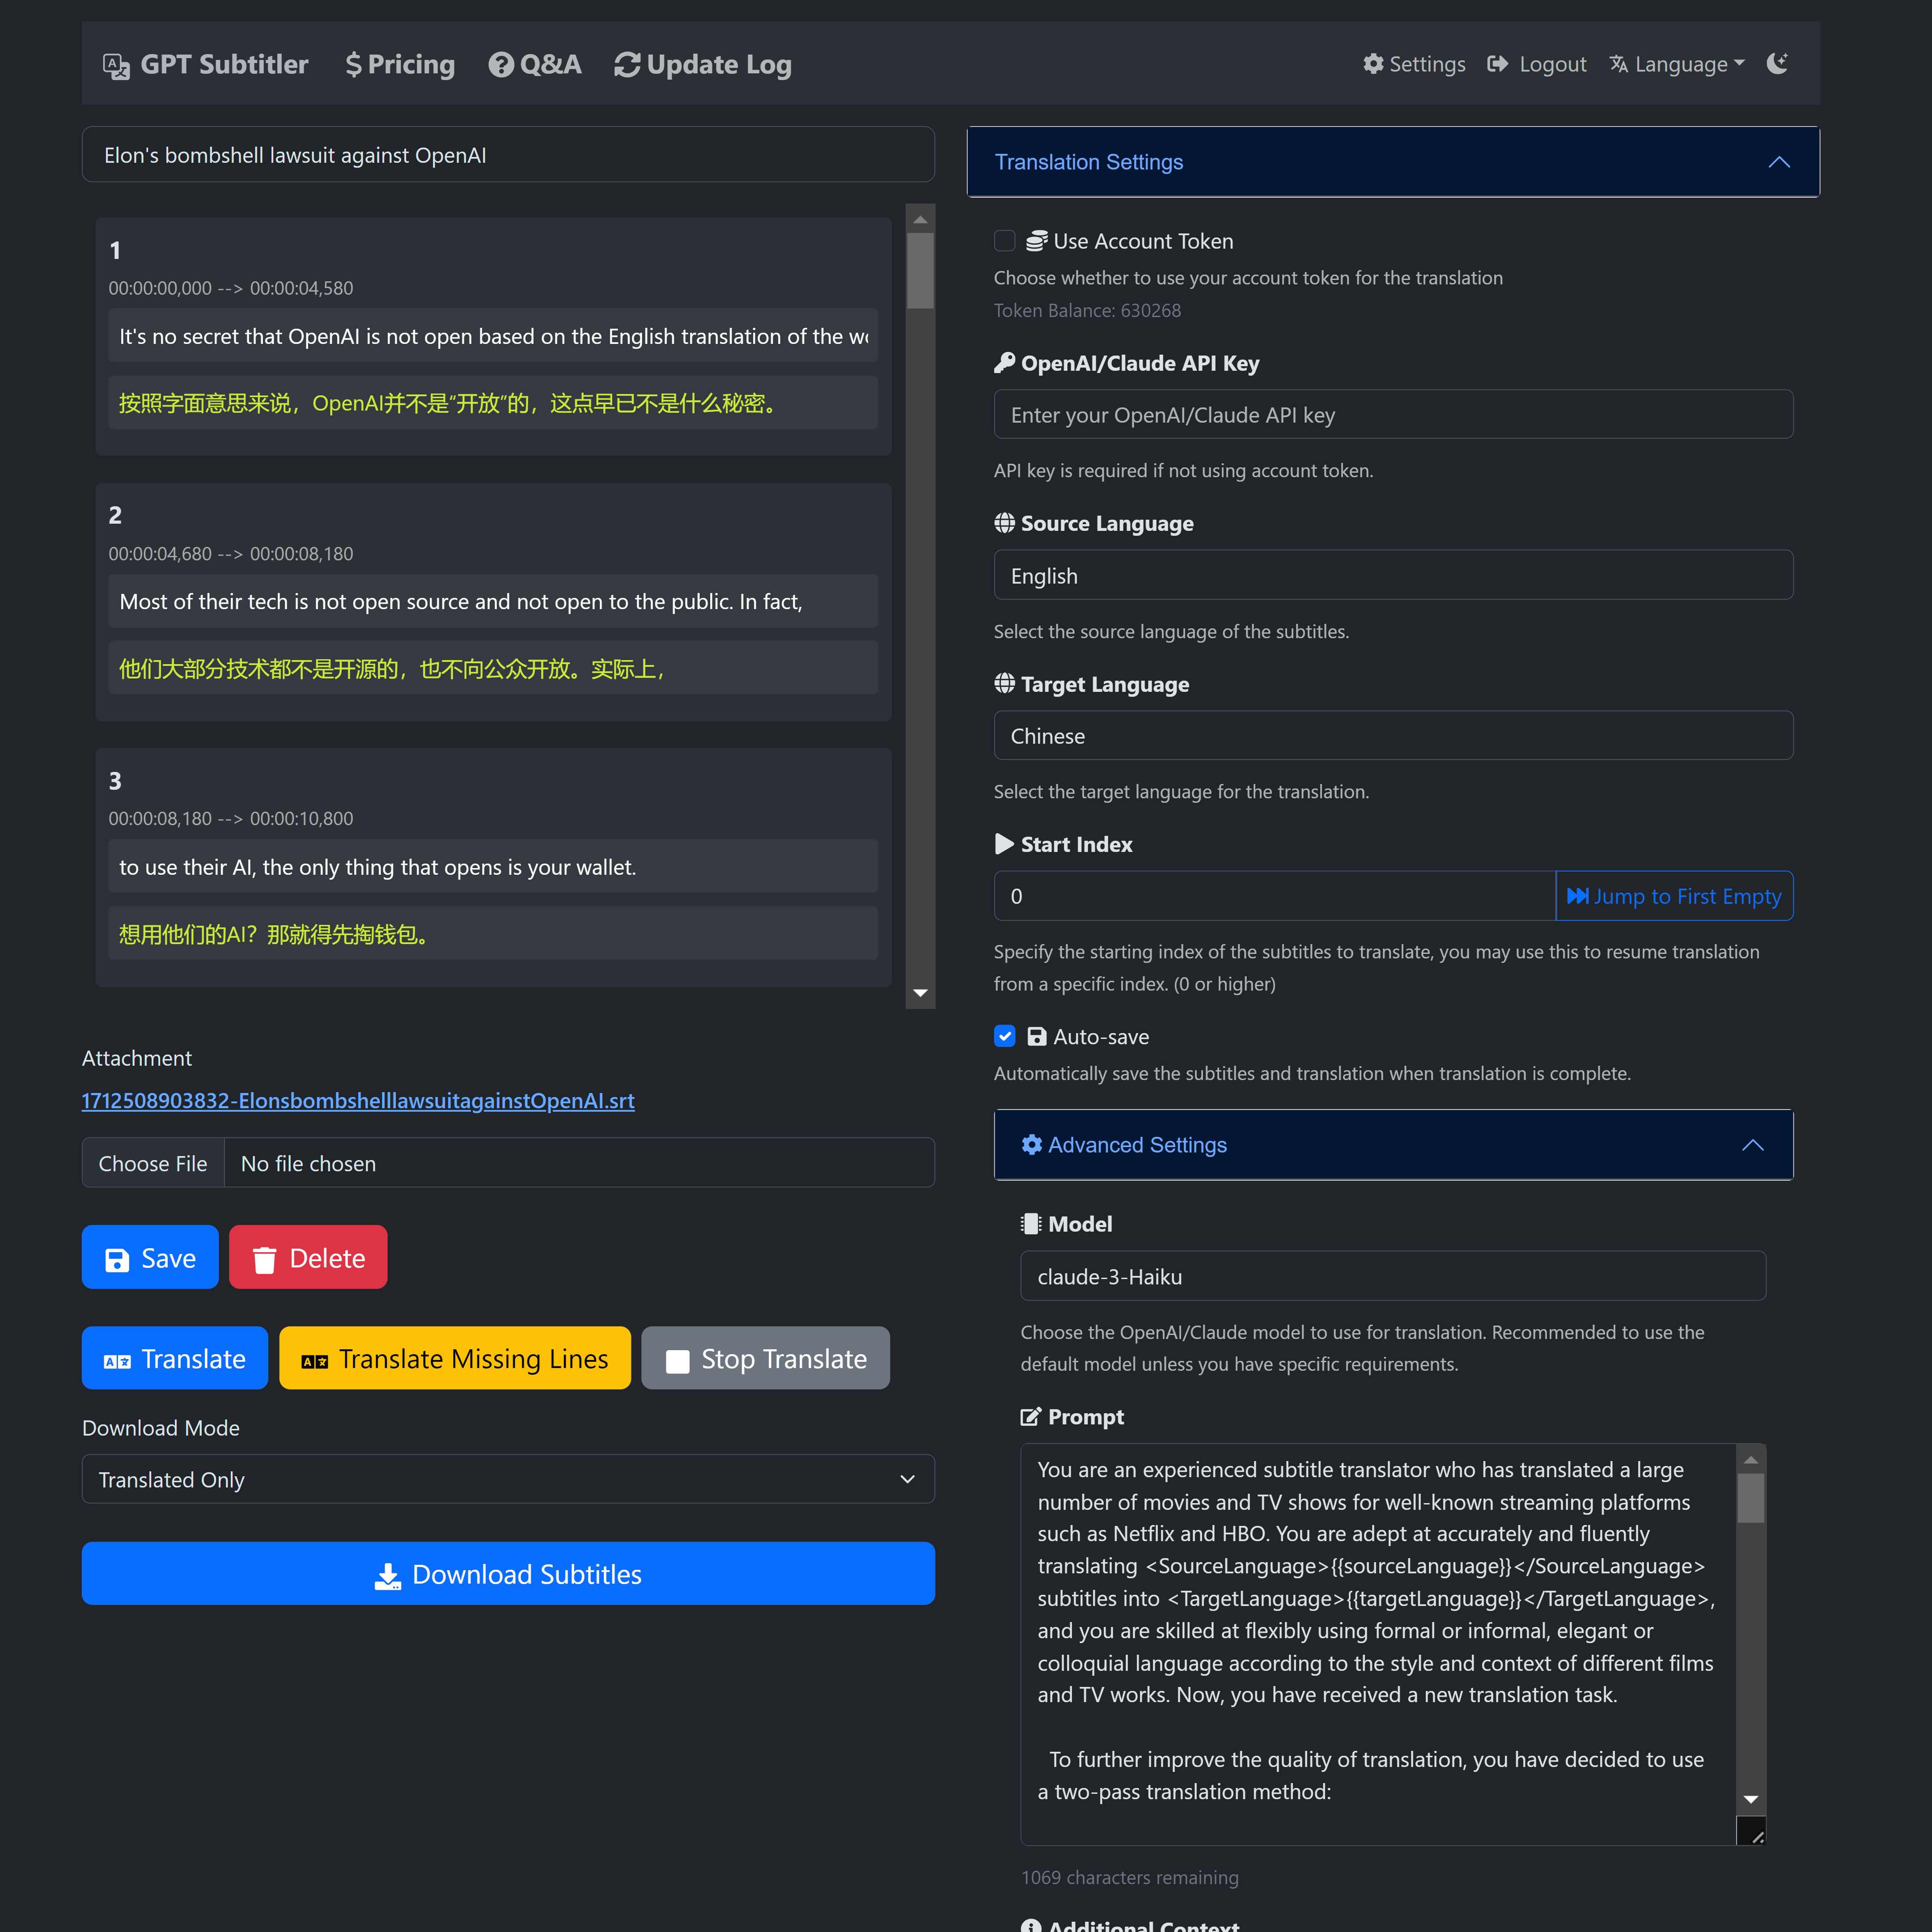 GPT Subtitler
Pricing
Q&A
Update Log
Settings
Logout
Language
Elon's bombshell lawsuit against OpenAI
1
00:00:00,000 --> 00:00:04,580
It's no secret that OpenAI is not open based on the English translation of the
按照字面意思来说，OpenAI并不是“开放”的，这点早已不是什么秘密。
2
00:00:04,680 --> 00:00:08,180
Most of their tech is not open source and not open to the public. In fact,
他们大部分技术都不是开源的，也不向公众开放。实际上，
3
00:00:08,180 --> 00:00:10,800
to use their AI, the only thing that opens is your wallet.
想用他们的AI？那就得先掏钱包。
Attachment
1712508903832-ElonsbombshelllawsuitagainstOpenAI.srt
Choose File No file chosen
Save
Delete
Translate
Translate Missing Lines
Stop Translate
Download Mode
Translated Only
Download Subtitles
Translation Settings
Use Account Token
Choose whether to use your account token for the translation
Token Balance: 630268
OpenAI/Claude API Key
Enter your OpenAI/Claude API key
API key is required if not using account token.
Source Language
English
Select the source language of the subtitles.
Target Language
Chinese
Select the target language for the translation.
Start Index
0
Jump to First Empty
Specify the starting index of the subtitles to translate, you may use this to resume translation
from a specific index. (0 or higher)
Auto-save
Automatically save the subtitles and translation when translation is complete.
Advanced Settings
Model
claude-3-Haiku
Choose the OpenAI/Claude model to use for translation. Recommended to use the
default model unless you have specific requirements.
Prompt
You are an experienced subtitle translator who has translated a large
number of movies and TV shows for well-known streaming platforms
such as Netflix and HBO. You are adept at accurately and fluently
translating <SourceLanguage>{{sourceLanguage}}</SourceLanguage>
subtitles into <TargetLanguage>{{targetLanguage}}</TargetLanguage>,
and you are skilled at flexibly using formal or informal, elegant or
colloquial language according to the style and context of different films
and TV works. Now, you have received a new translation task.
To further improve the quality of translation, you have decided to use
a two-pass translation method:
1069 characters remaining
Additional Context